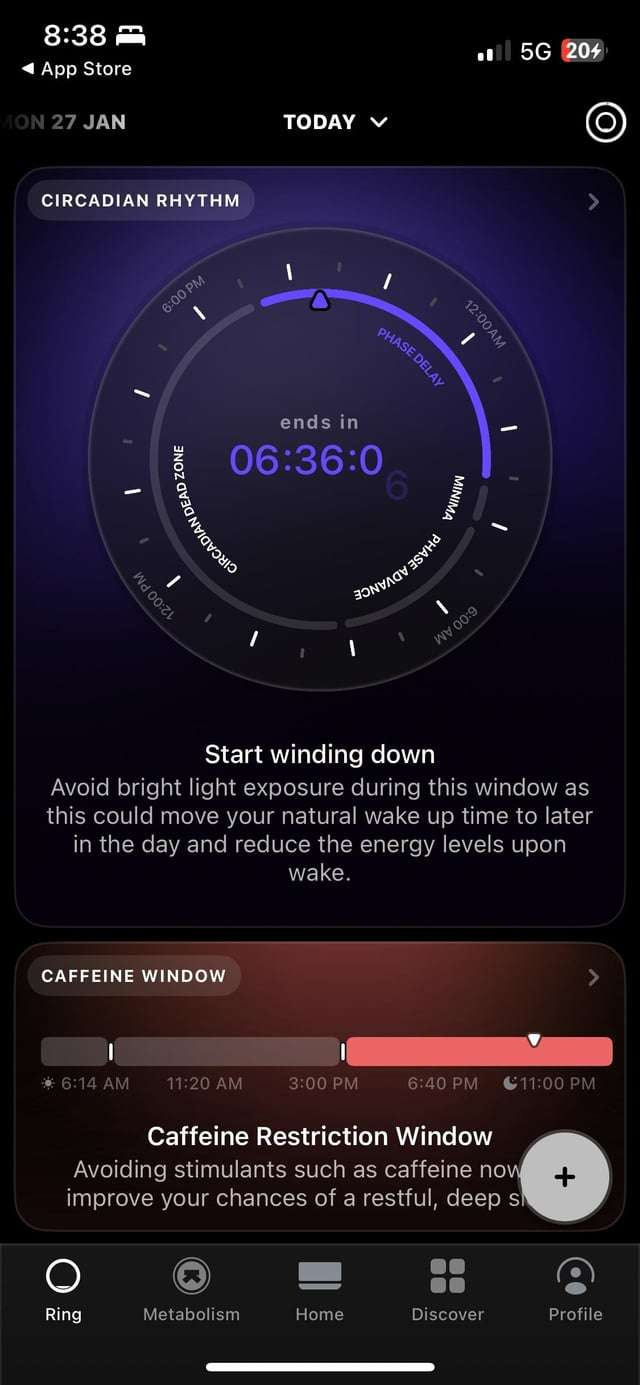 8:38
5G 20
◀ App Store
MON 27 JAN
TODAY
CIRCADIAN RHYTHM
6:00 PM
12:00 AM
PHASE DELAY
ends in
06:36:06
CIRCADIAN DEAD ZONE
MINIMA
PHASE ADVANCE
12:00 PM
6:00 AM
Start winding down
Avoid bright light exposure during this window as
this could move your natural wake up time to later
in the day and reduce the energy levels upon
wake.
CAFFEINE WINDOW
6:14 AM 11:20 AM 3:00 PM 6:40 PM 11:00 PM
Caffeine Restriction Window
Avoiding stimulants such as caffeine now
improve your chances of a restful, deep
+
Ring Metabolism Home Discover Profile